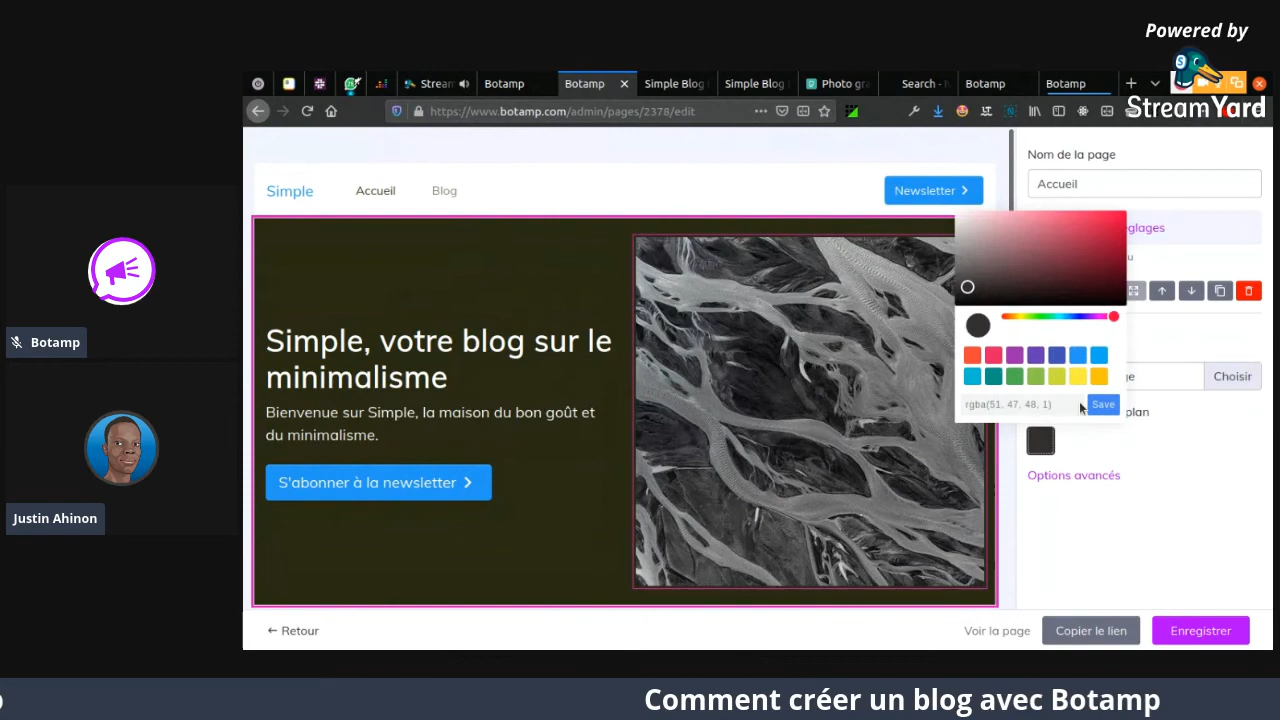 Powered by
StreamYard
Stream
Botamp
Botamp
Simple Blog
Simple Blog
Photo gra
Search -
Botamp
Botamp
https://www.botamp.com/admin/pages/2378/edit
Simple
Accueil
Blog
Newsletter
Nom de la page
Accueil
églages
u
Simple, votre blog sur le
minimalisme
Bienvenue sur Simple, la maison du bon goût et
du minimalisme.
S'abonner à la newsletter
ge
Choisir
rgba(51, 47, 48, 1)
Save
plan
Options avancés
← Retour
Voir la page
Copier le lien
Enregistrer
Botamp
Justin Ahinon
Comment créer un blog avec Botamp